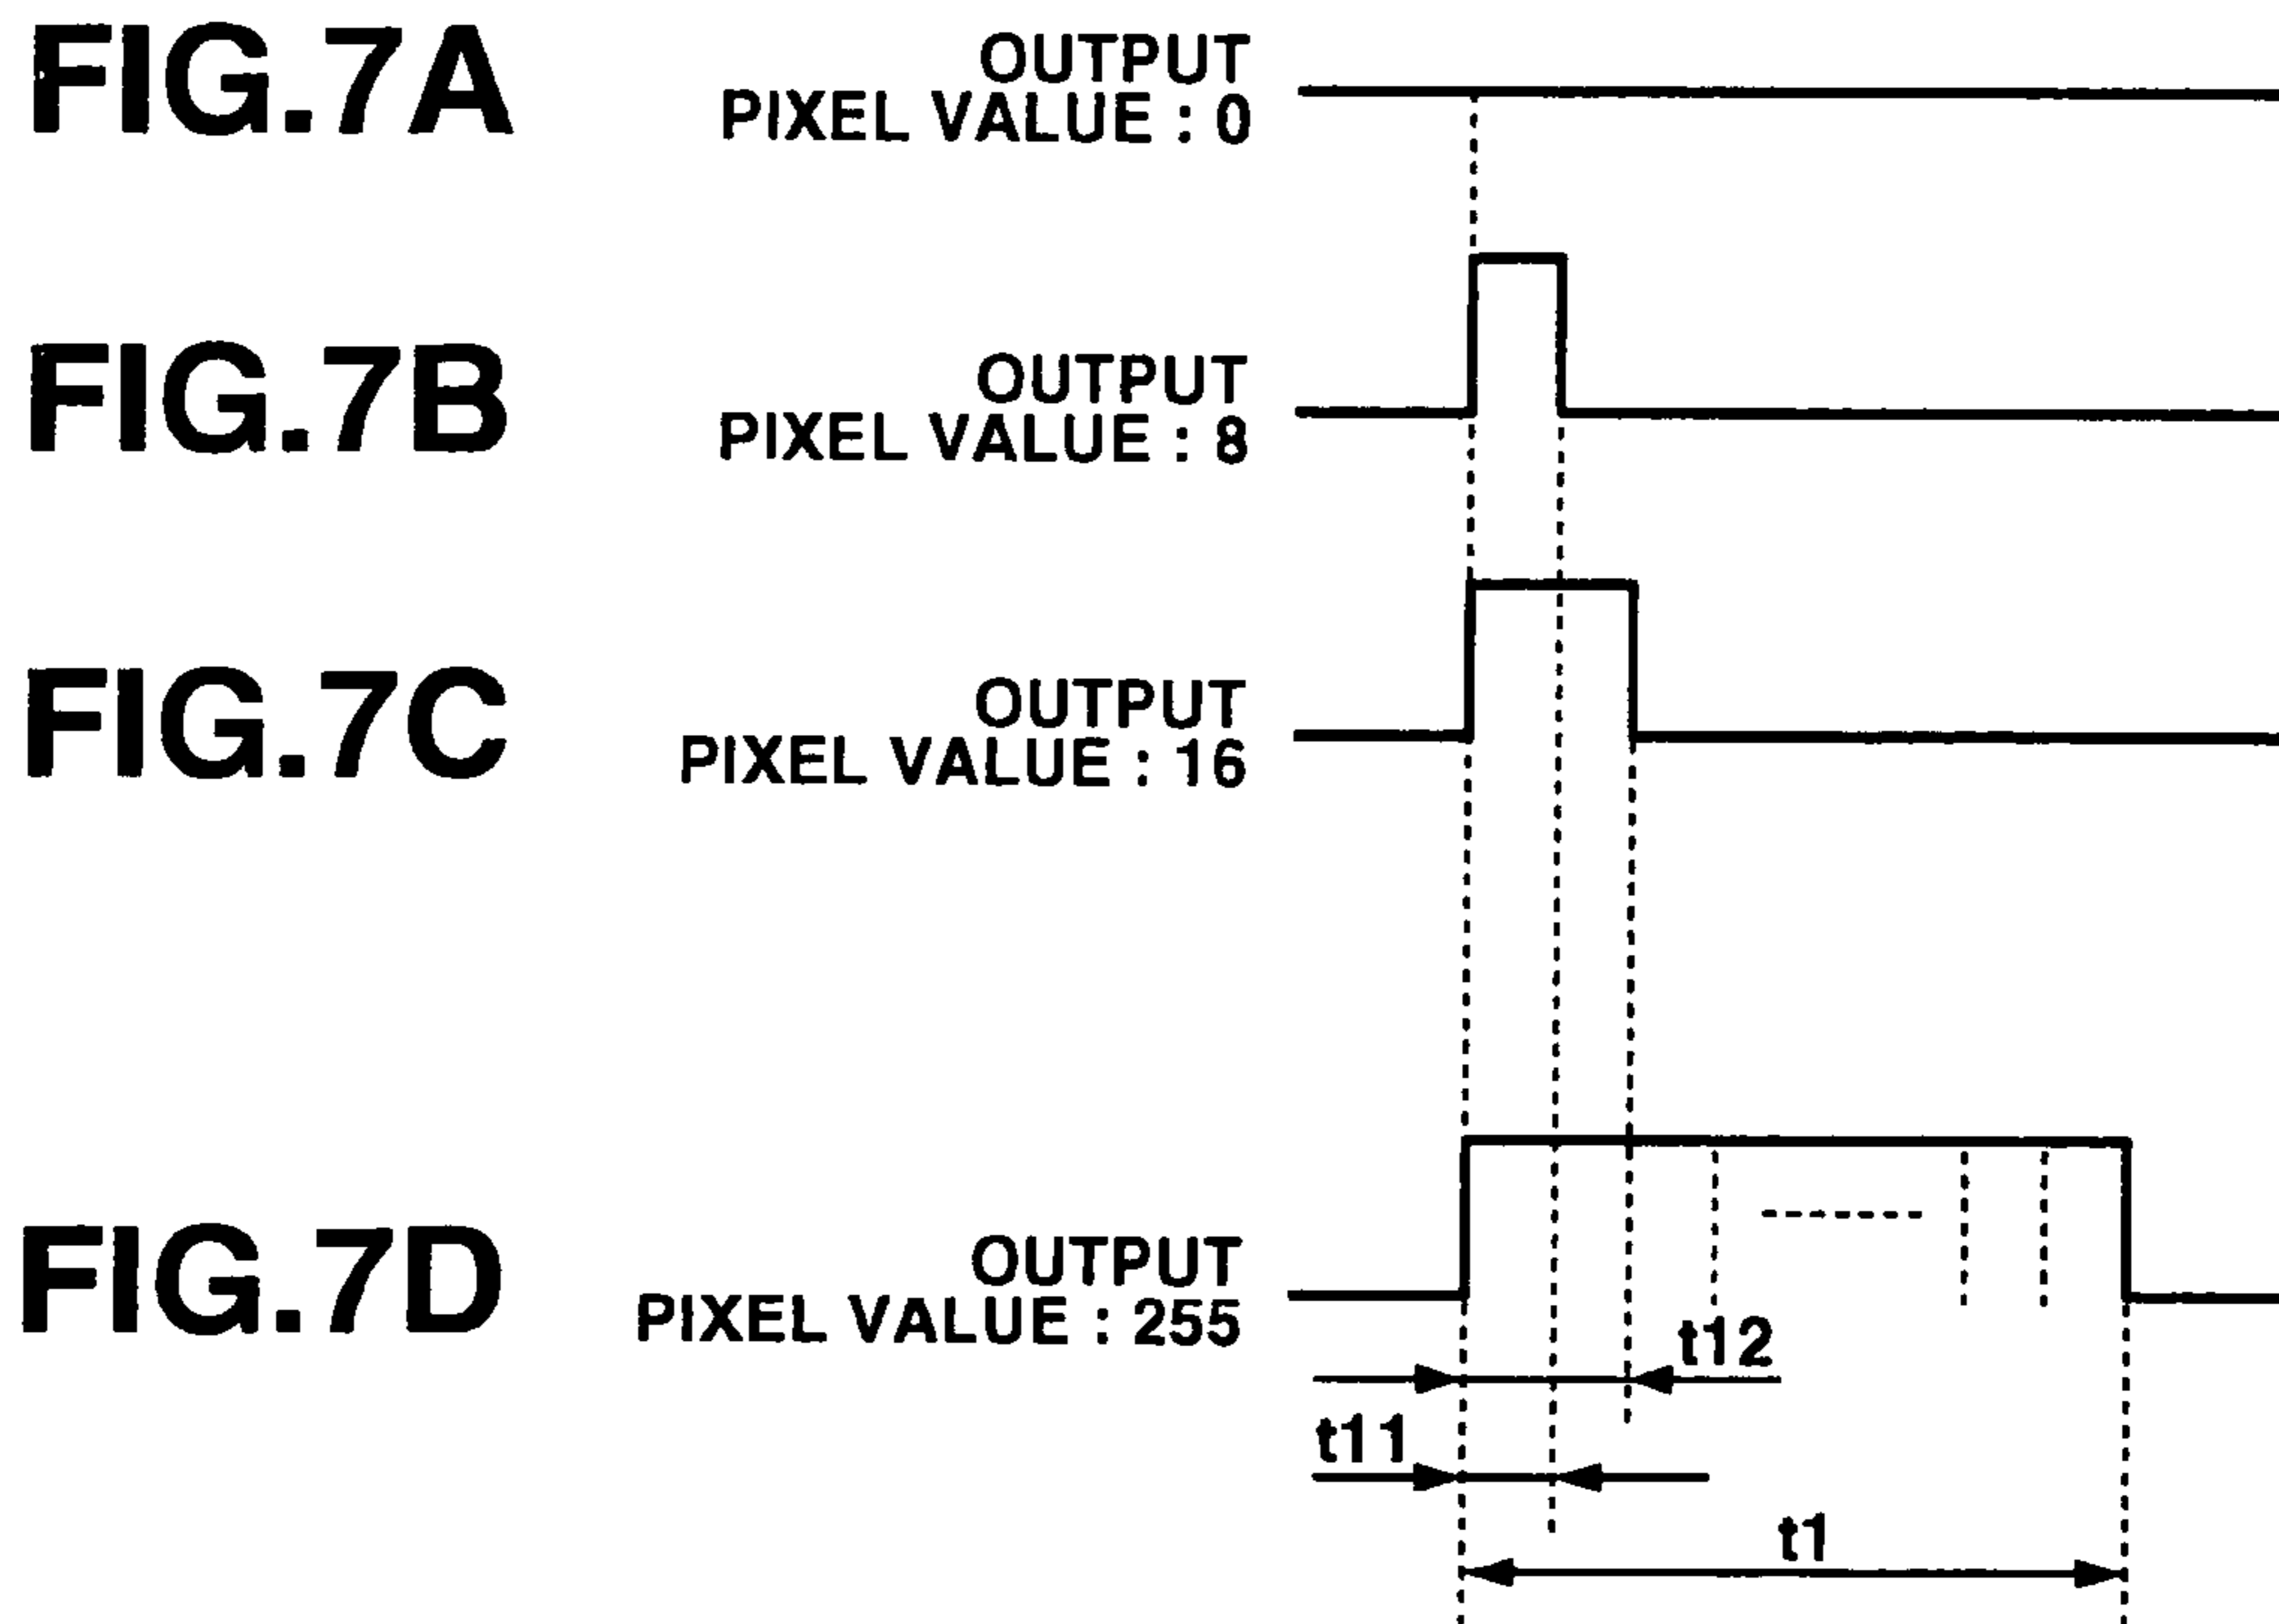 FIG.7A
OUTPUT
PIXEL VALUE : 0
FIG.7B
OUTPUT
PIXEL VALUE : 8
FIG.7C
OUTPUT
PIXEL VALUE : 16
FIG.7D
OUTPUT
PIXEL VALUE : 255
t12
t11
t1